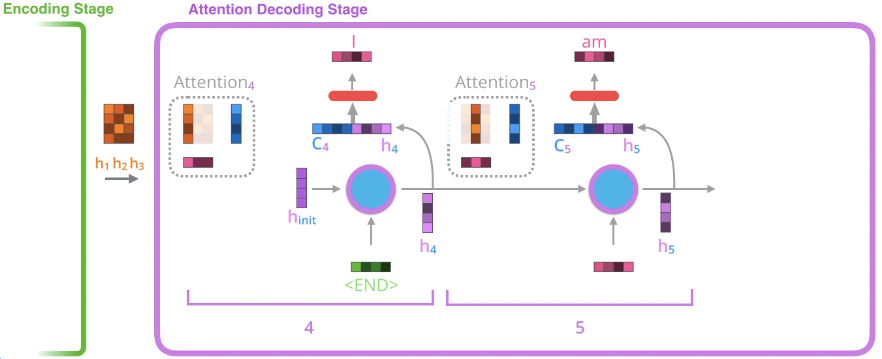 Encoding Stage
Attention Decoding Stage
I
am
Attention4
Attention5
h1 h2 h3
C4
h4
C5
h5
hinit
h4
h5
<END>
4
5